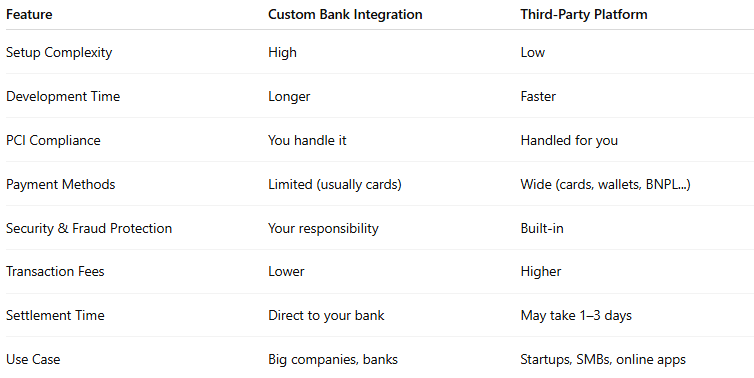 Feature Custom Bank Integration Third-Party Platform
Setup Complexity High Low
Development Time Longer Faster
PCI Compliance You handle it Handled for you
Payment Methods Limited (usually cards) Wide (cards, wallets, BNPL...)
Security & Fraud Protection Your responsibility Built-in
Transaction Fees Lower Higher
Settlement Time Direct to your bank May take 1–3 days
Use Case Big companies, banks Startups, SMBs, online apps